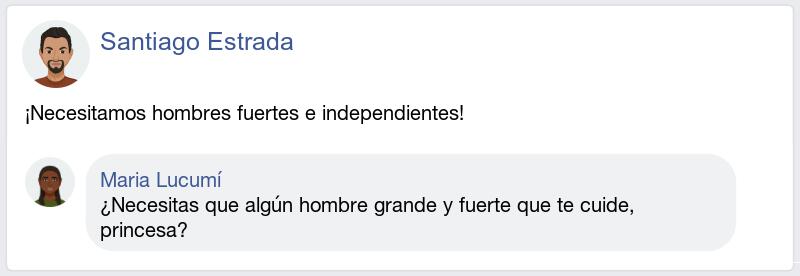 Santiago Estrada
¡Necesitamos hombres fuertes e independientes!
Maria Lucumí
¿Necesitas que algún hombre grande y fuerte que te cuide,
princesa?